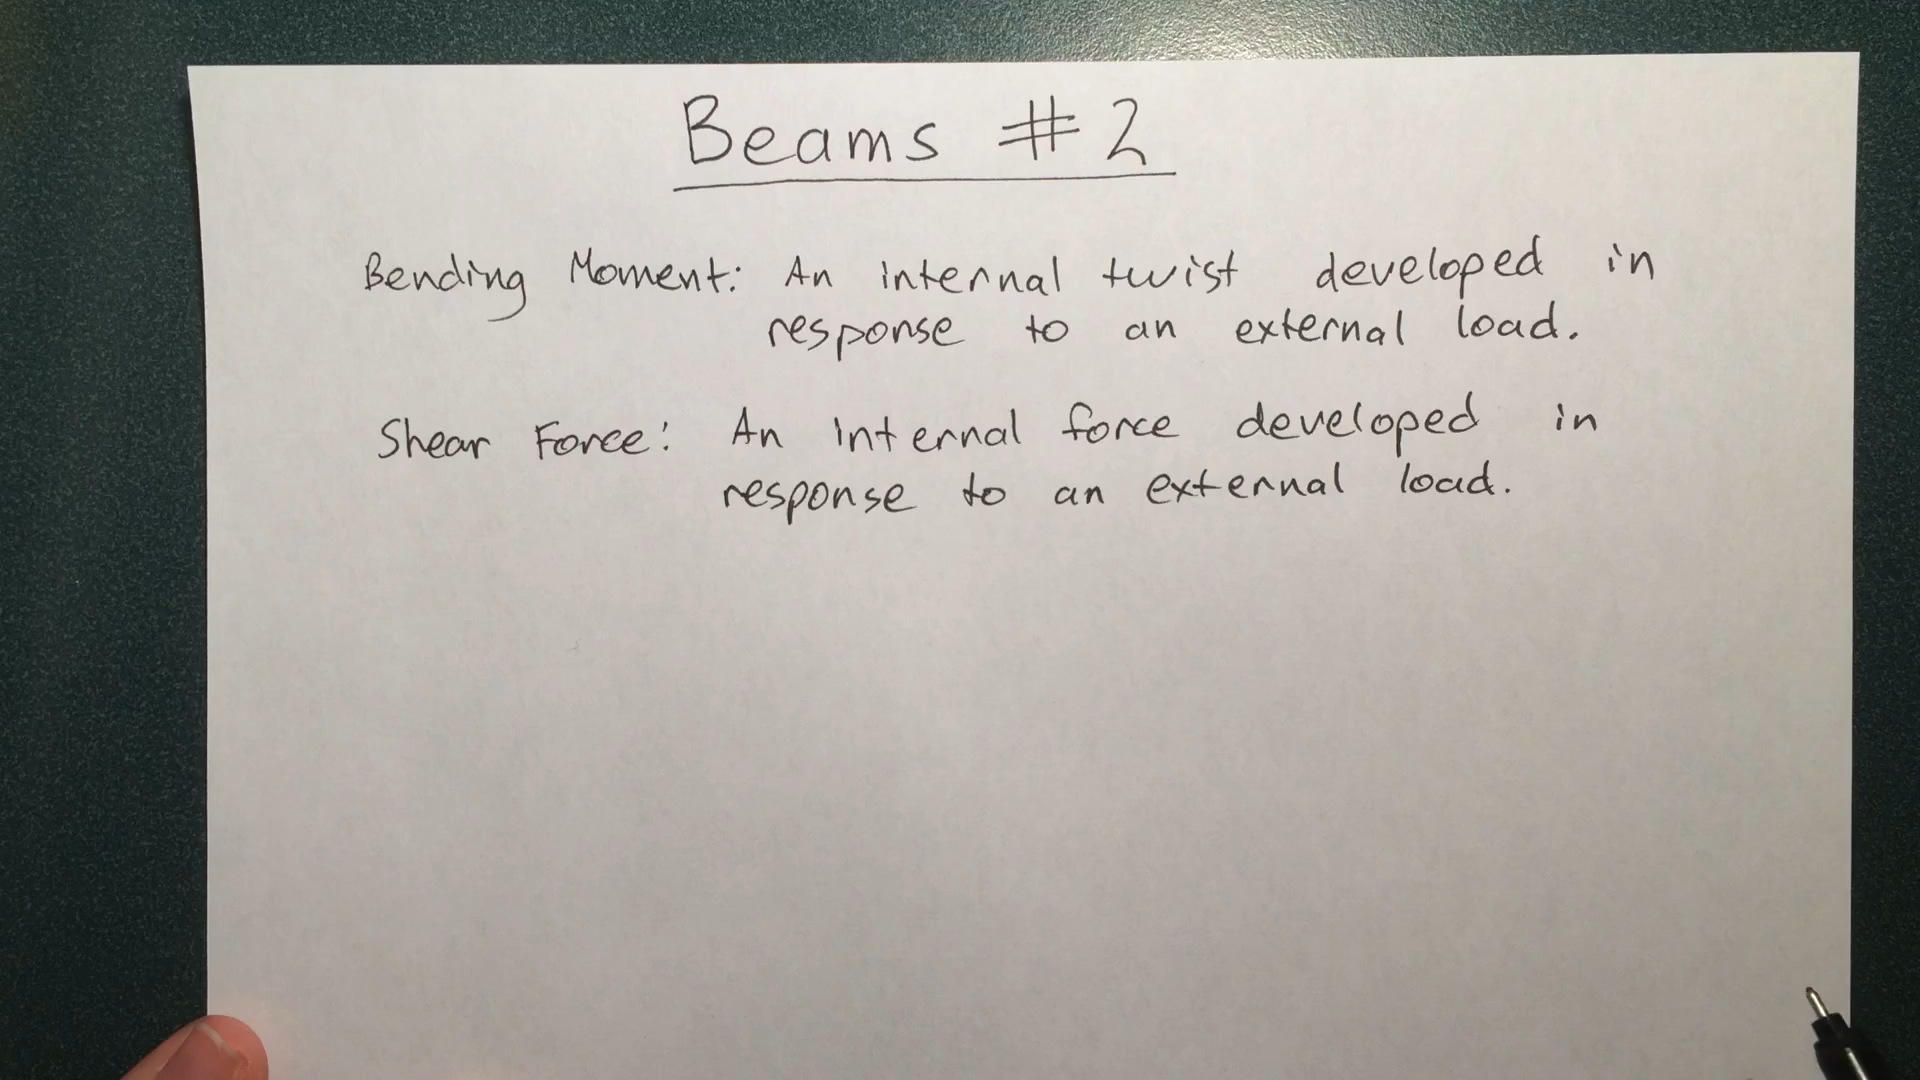 Beams #2
Bending Moment: An internal twist developed in
response to an external load.
Shear Force: An internal force developed in
response to an external load.